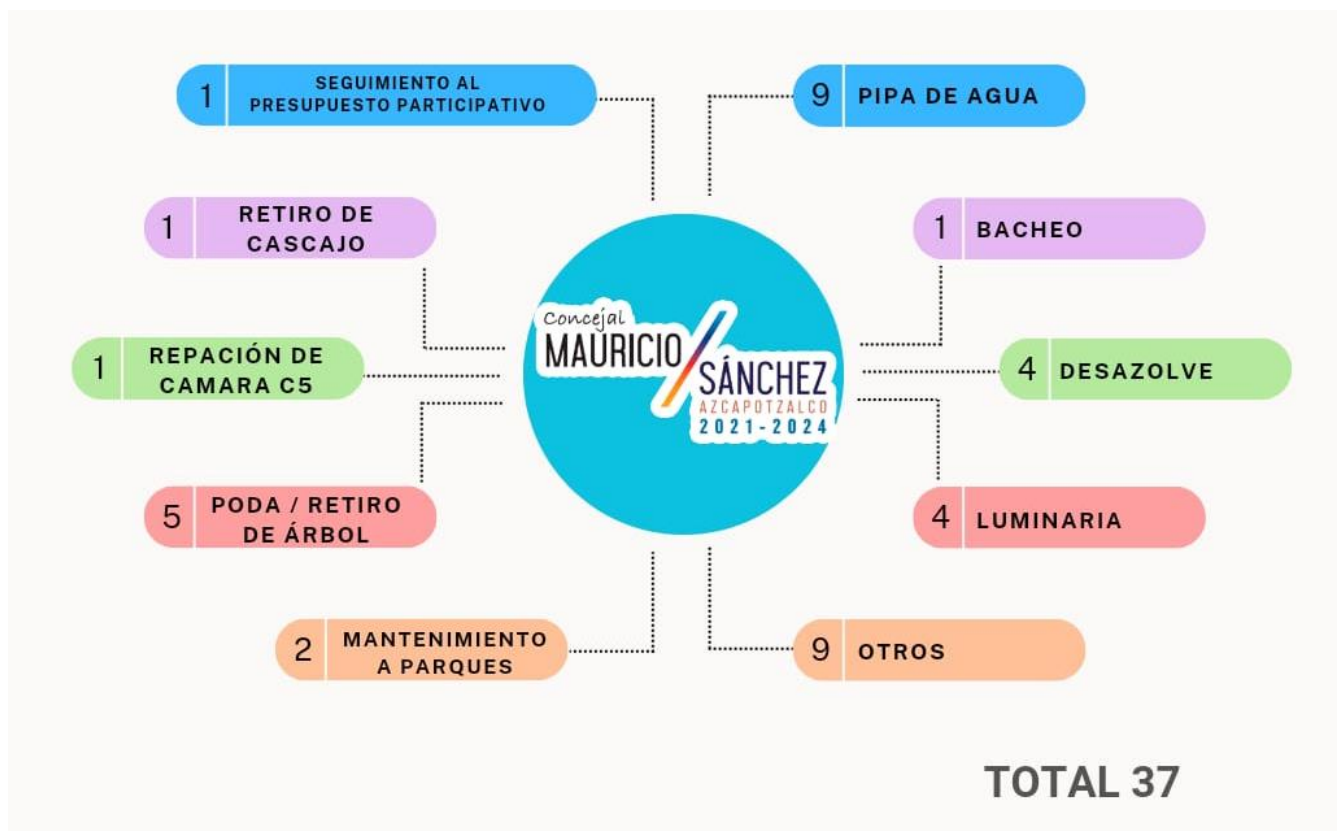 1
SEGUIMIENTO AL
PRESUPUESTO PARTICIPATIVO
9
PIPA DE AGUA
1
RETIRO DE
CASCAJO
1
BACHEO
1
REPACIÓN DE
CAMARA C5
Concejal
MAURICIO
SÁNCHEZ
AZCAPOTZALCO
2021-2024
4
DESAZOLVE
5
PODA / RETIRO
DE ÁRBOL
4
LUMINARIA
2
MANTENIMIENTO
A PARQUES
9
OTROS
TOTAL 37